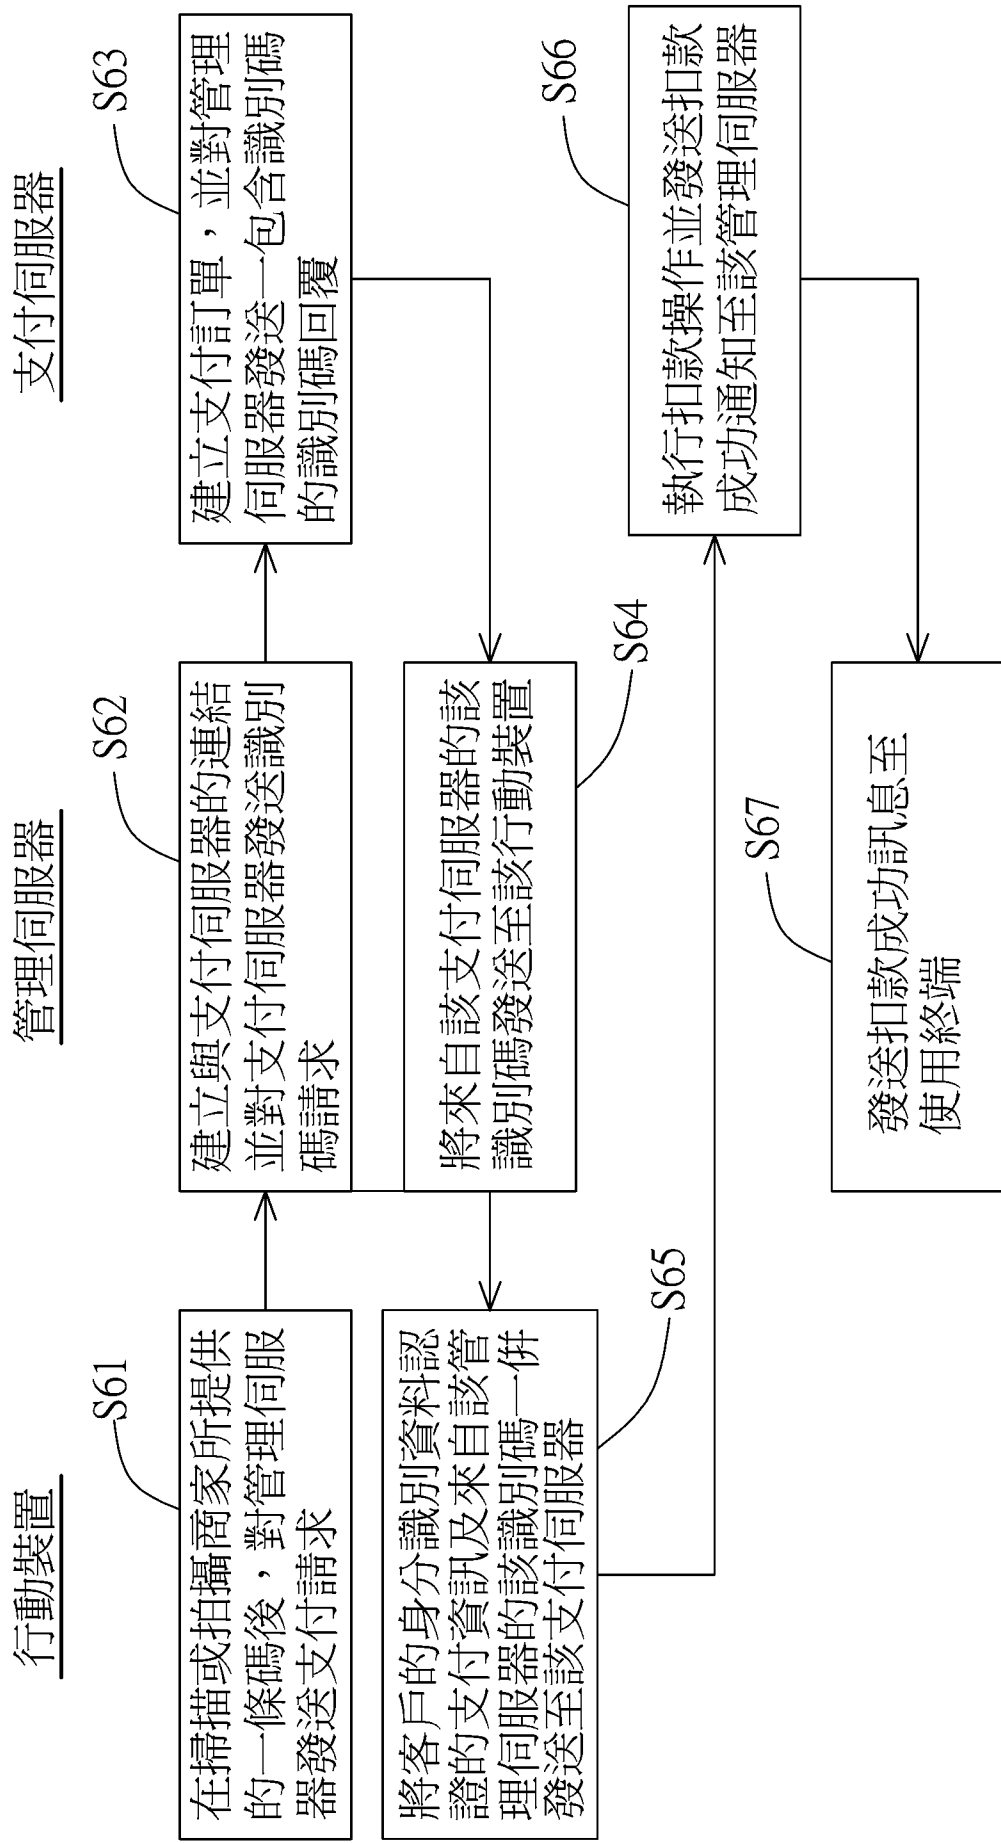 行動裝置
管理伺服器
支付伺服器
S61
在掃描或拍攝商家所提供
的一條碼後，對管理伺服
器發送支付請求
S62
建立與支付伺服器的連結
並對支付伺服器發送識別
碼請求
S63
建立支付訂單，並對管理
伺服器發送一包含識別碼
的識別碼回覆
S64
將來自該支付伺服器的該
識別碼發送至該行動裝置
S65
將客戶的身分識別資料認
證的支付資訊及來自該管
理伺服器的該識別碼一併
發送至該支付伺服器
S66
執行扣款操作並發送扣款
成功通知至該管理伺服器
S67
發送扣款成功訊息至
使用終端